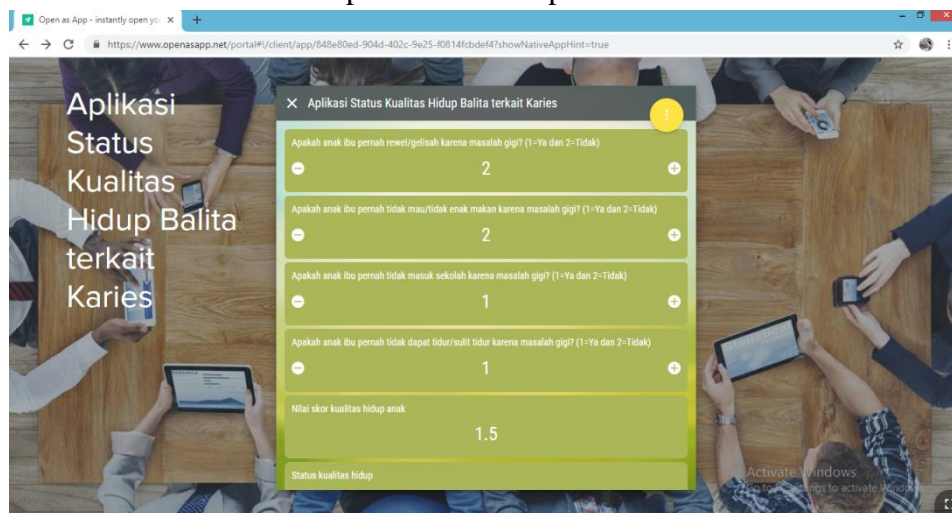 Open as App - instantly open you
https://www.openasapp.net/portal#!/client/app/848e80ed-904d-402c-9e25-f0814fcbdef4?showNativeAppHint=true
Aplikasi
Status
Kualitas
Hidup Balita
terkait
Karies
Aplikasi Status Kualitas Hidup Balita terkait Karies
Apakah anak ibu pernah rewel/gelisah karena masalah gigi? (1=Ya dan 2=Tidak)
2
Apakah anak ibu pernah tidak mau/tidak enak makan karena masalah gigi? (1=Ya dan 2=Tidak)
2
Apakah anak ibu pernah tidak masuk sekolah karena masalah gigi? (1=Ya dan 2=Tidak)
1
Apakah anak ibu pernah tidak dapat tidur/sulit tidur karena masalah gigi? (1=Ya dan 2=Tidak)
1
Nilai skor kualitas hidup anak
1.5
Status kualitas hidup
Activate Windows
Go to PC settings to activate Windows